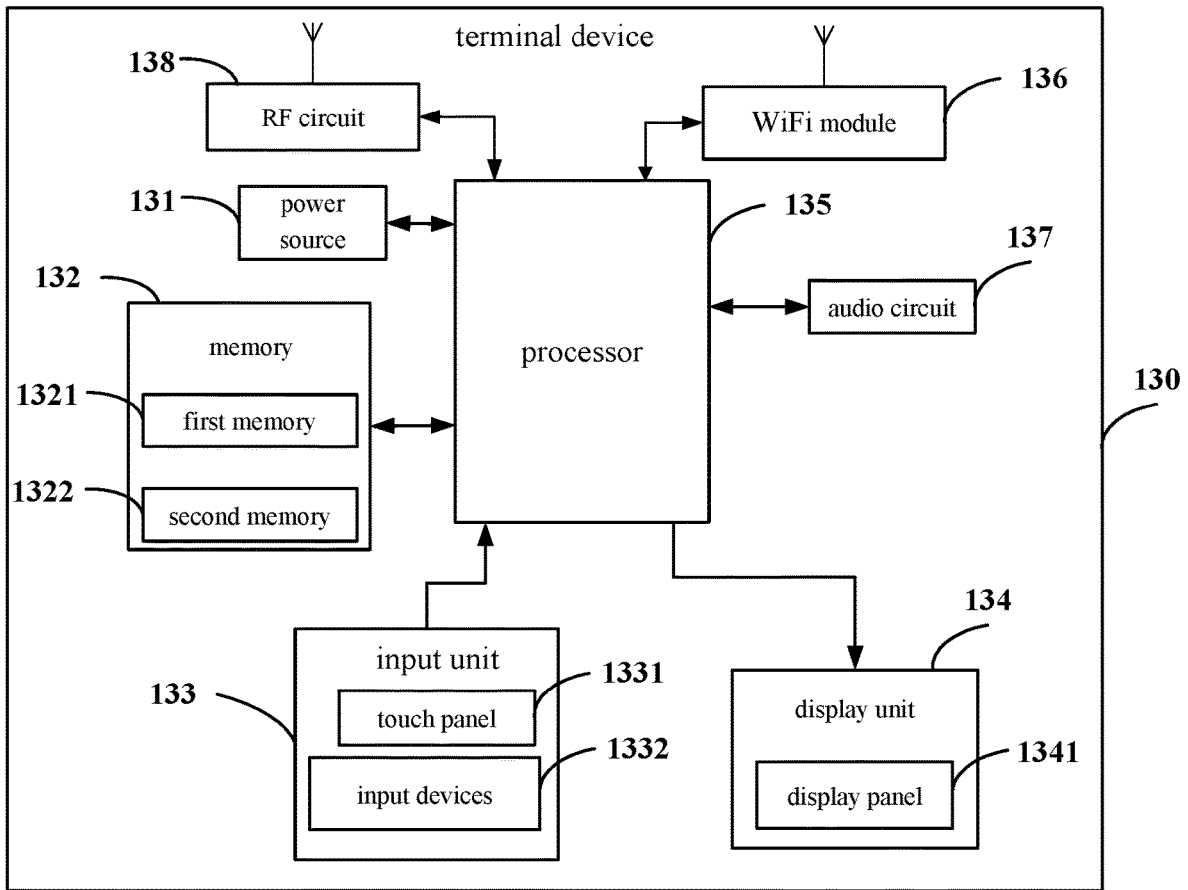 terminal device
138
RF circuit
136
WiFi module
131
power
source
135
137
audio circuit
132
memory
1321
first memory
1322
second memory
processor
130
133
input unit
1331
touch panel
1332
input devices
134
display unit
1341
display panel